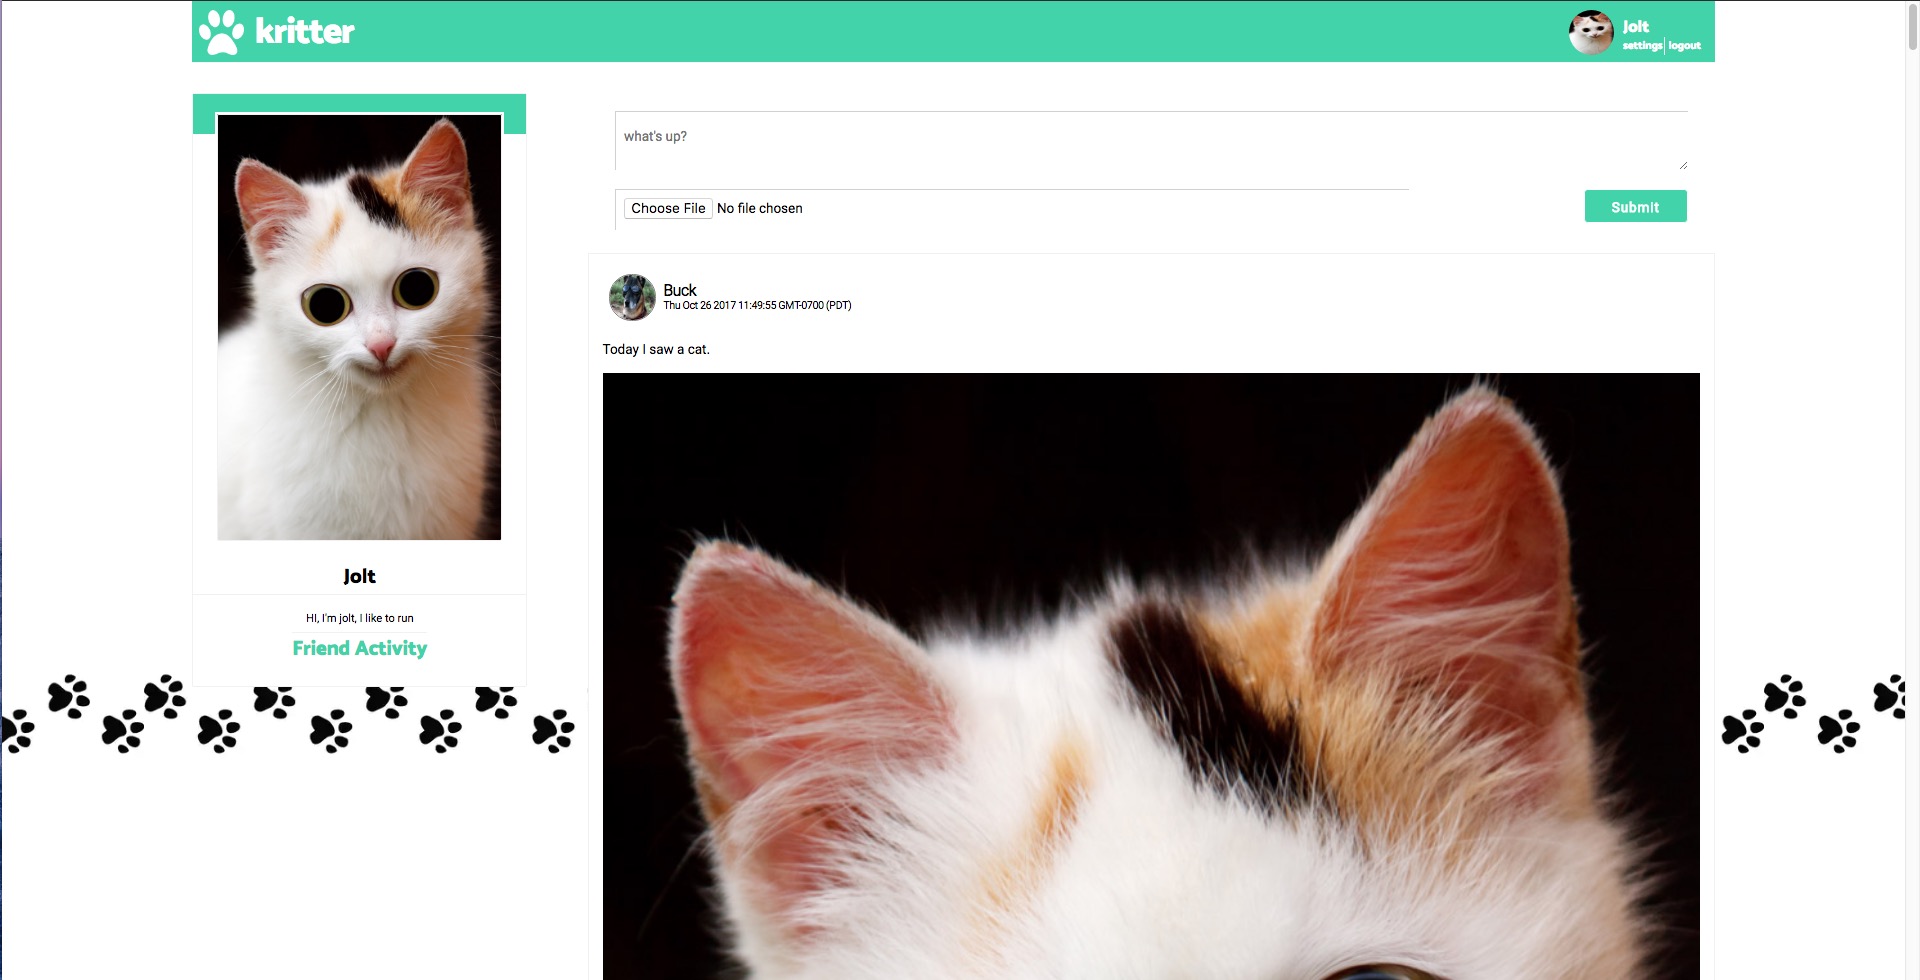 kritter
Jolt
settings logout
what's up?
Choose File No file chosen
Submit
Buck
Thu Oct 26 2017 11:49:55 GMT-0700 (PDT)
Today I saw a cat.
Jolt
HI, I'm jolt, I like to run
Friend Activity